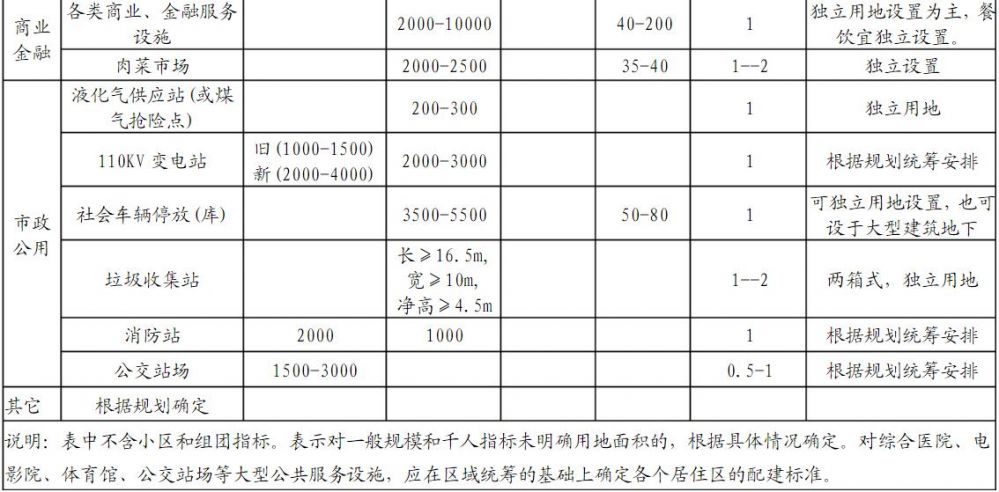 商业金融 各类商业、金融服务设施 2000-10000 40-200 1 独立用地设置为主，餐饮宜独立设置。
肉菜市场 2000-2500 35-40 1--2 独立设置
市政公用 液化气供应站(或煤气抢险点) 200-300 1 独立用地
110KV 变电站 旧(1000-1500) 新(2000-4000) 2000-3000 1 根据规划统筹安排
社会车辆停放(库) 3500-5500 50-80 1 可独立用地设置，也可设于大型建筑地下
垃圾收集站 长≥16.5m, 宽≥10m, 净高≥4.5m 1--2 两箱式，独立用地
消防站 2000 1000 1 根据规划统筹安排
公交站场 1500-3000 0.5-1 根据规划统筹安排
其它 根据规划确定
说明：表中不含小区和组团指标。表示对一般规模和千人指标未明确用地面积的，根据具体情况确定。对综合医院、电
影院、体育馆、公交站场等大型公共服务设施，应在区域统筹的基础上确定各个居住区的配建标准。